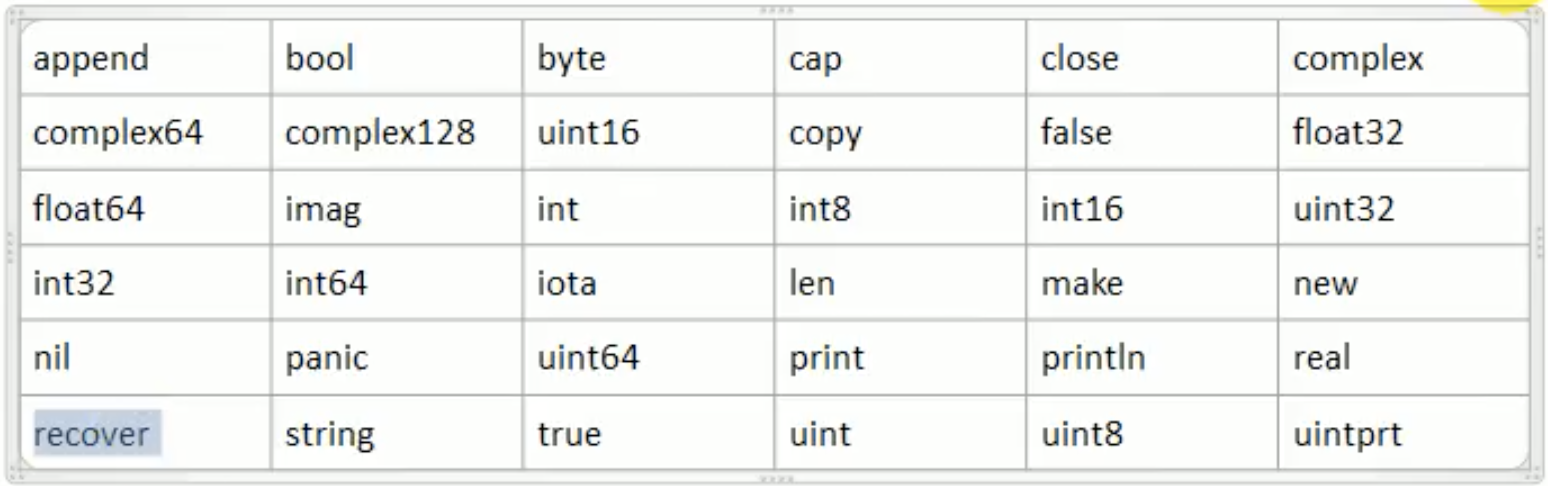 append bool byte cap close complex
complex64 complex128 uint16 copy false float32
float64 imag int int8 int16 uint32
int32 int64 iota len make new
nil panic uint64 print println real
recover string true uint uint8 uintprt